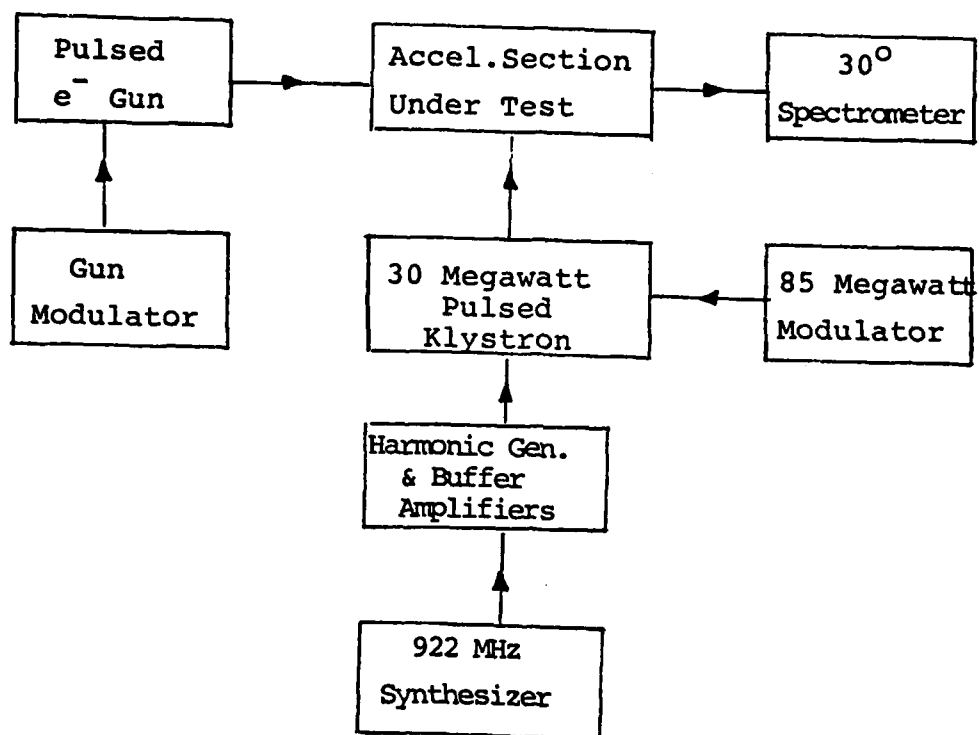 Pulsed
e⁻ Gun
Accel.Section
Under Test
30°
Spectrometer
Gun
Modulator
30 Megawatt
Pulsed
Klystron
85 Megawatt
Modulator
Harmonic Gen.
& Buffer
Amplifiers
922 MHz
Synthesizer